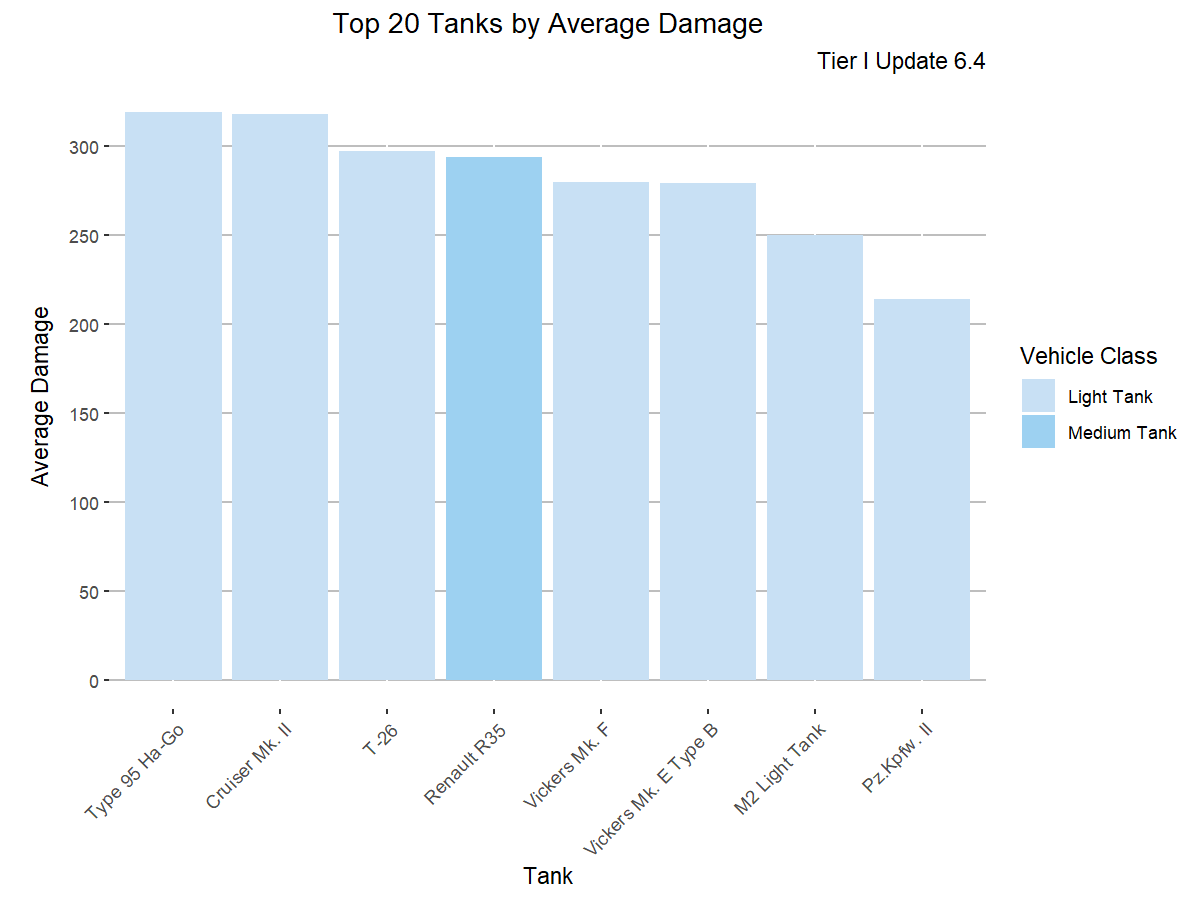 Top 20 Tanks by Average Damage
Tier I Update 6.4
Average Damage
300
250
200
150
100
50
0
Type 95 Ha-Go
Cruiser Mk. II
T-26
Renault R35
Vickers Mk. F
Vickers Mk. E Type B
M2 Light Tank
Pz.Kpfw. II
Tank
Vehicle Class
Light Tank
Medium Tank